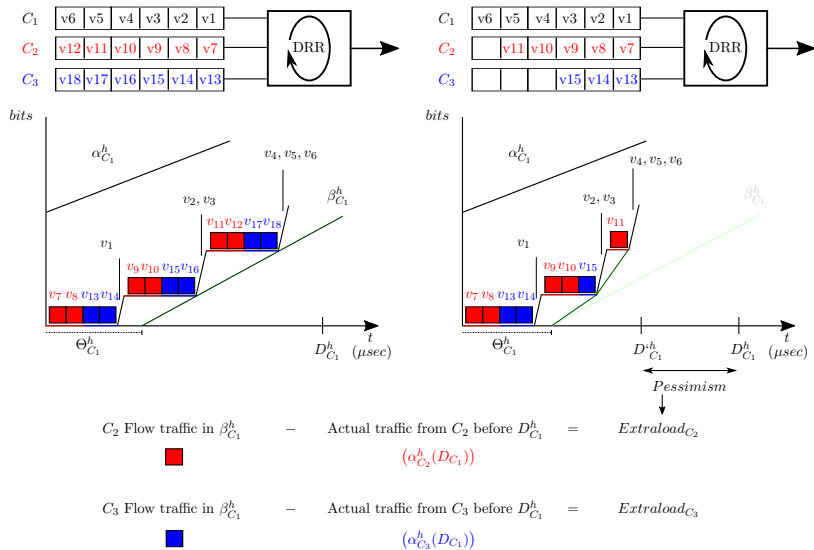 C₁ v6 v5 v4 v3 v2 v1
C₂ v12 v11 v10 v9 v8 v7 DRR
C₃ v18 v17 v16 v15 v14 v13
C₁ v6 v5 v4 v3 v2 v1
C₂ v11 v10 v9 v8 v7 DRR
C₃ v15 v14 v13
bits
α^h_{C₁}
v₄, v₅, v₆
v₂, v₃
β^h_{C₁}
v₁₁ v₁₂ v₁₇ v₁₈
v₁
v₉ v₁₀ v₁₅ v₁₆
v₇ v₈ v₁₃ v₁₄
Θ^h_{C₁}
D^h_{C₁}
t
(μsec)
bits
α^h_{C₁}
v₄, v₅, v₆
v₂, v₃
β^h_{C₁}
v₁₁
v₁
v₉ v₁₀ v₁₅
v₇ v₈ v₁₃ v₁₄
Θ^h_{C₁}
D'^h_{C₁}
D^h_{C₁}
t
(μsec)
Pessimism
C₂ Flow traffic in β^h_{C₁} − Actual traffic from C₂ before D^h_{C₁} = Extraload_{C₂}
(α^h_{C₂}(D_{C₁}))
C₃ Flow traffic in β^h_{C₁} − Actual traffic from C₃ before D^h_{C₁} = Extraload_{C₃}
(α^h_{C₃}(D_{C₁}))